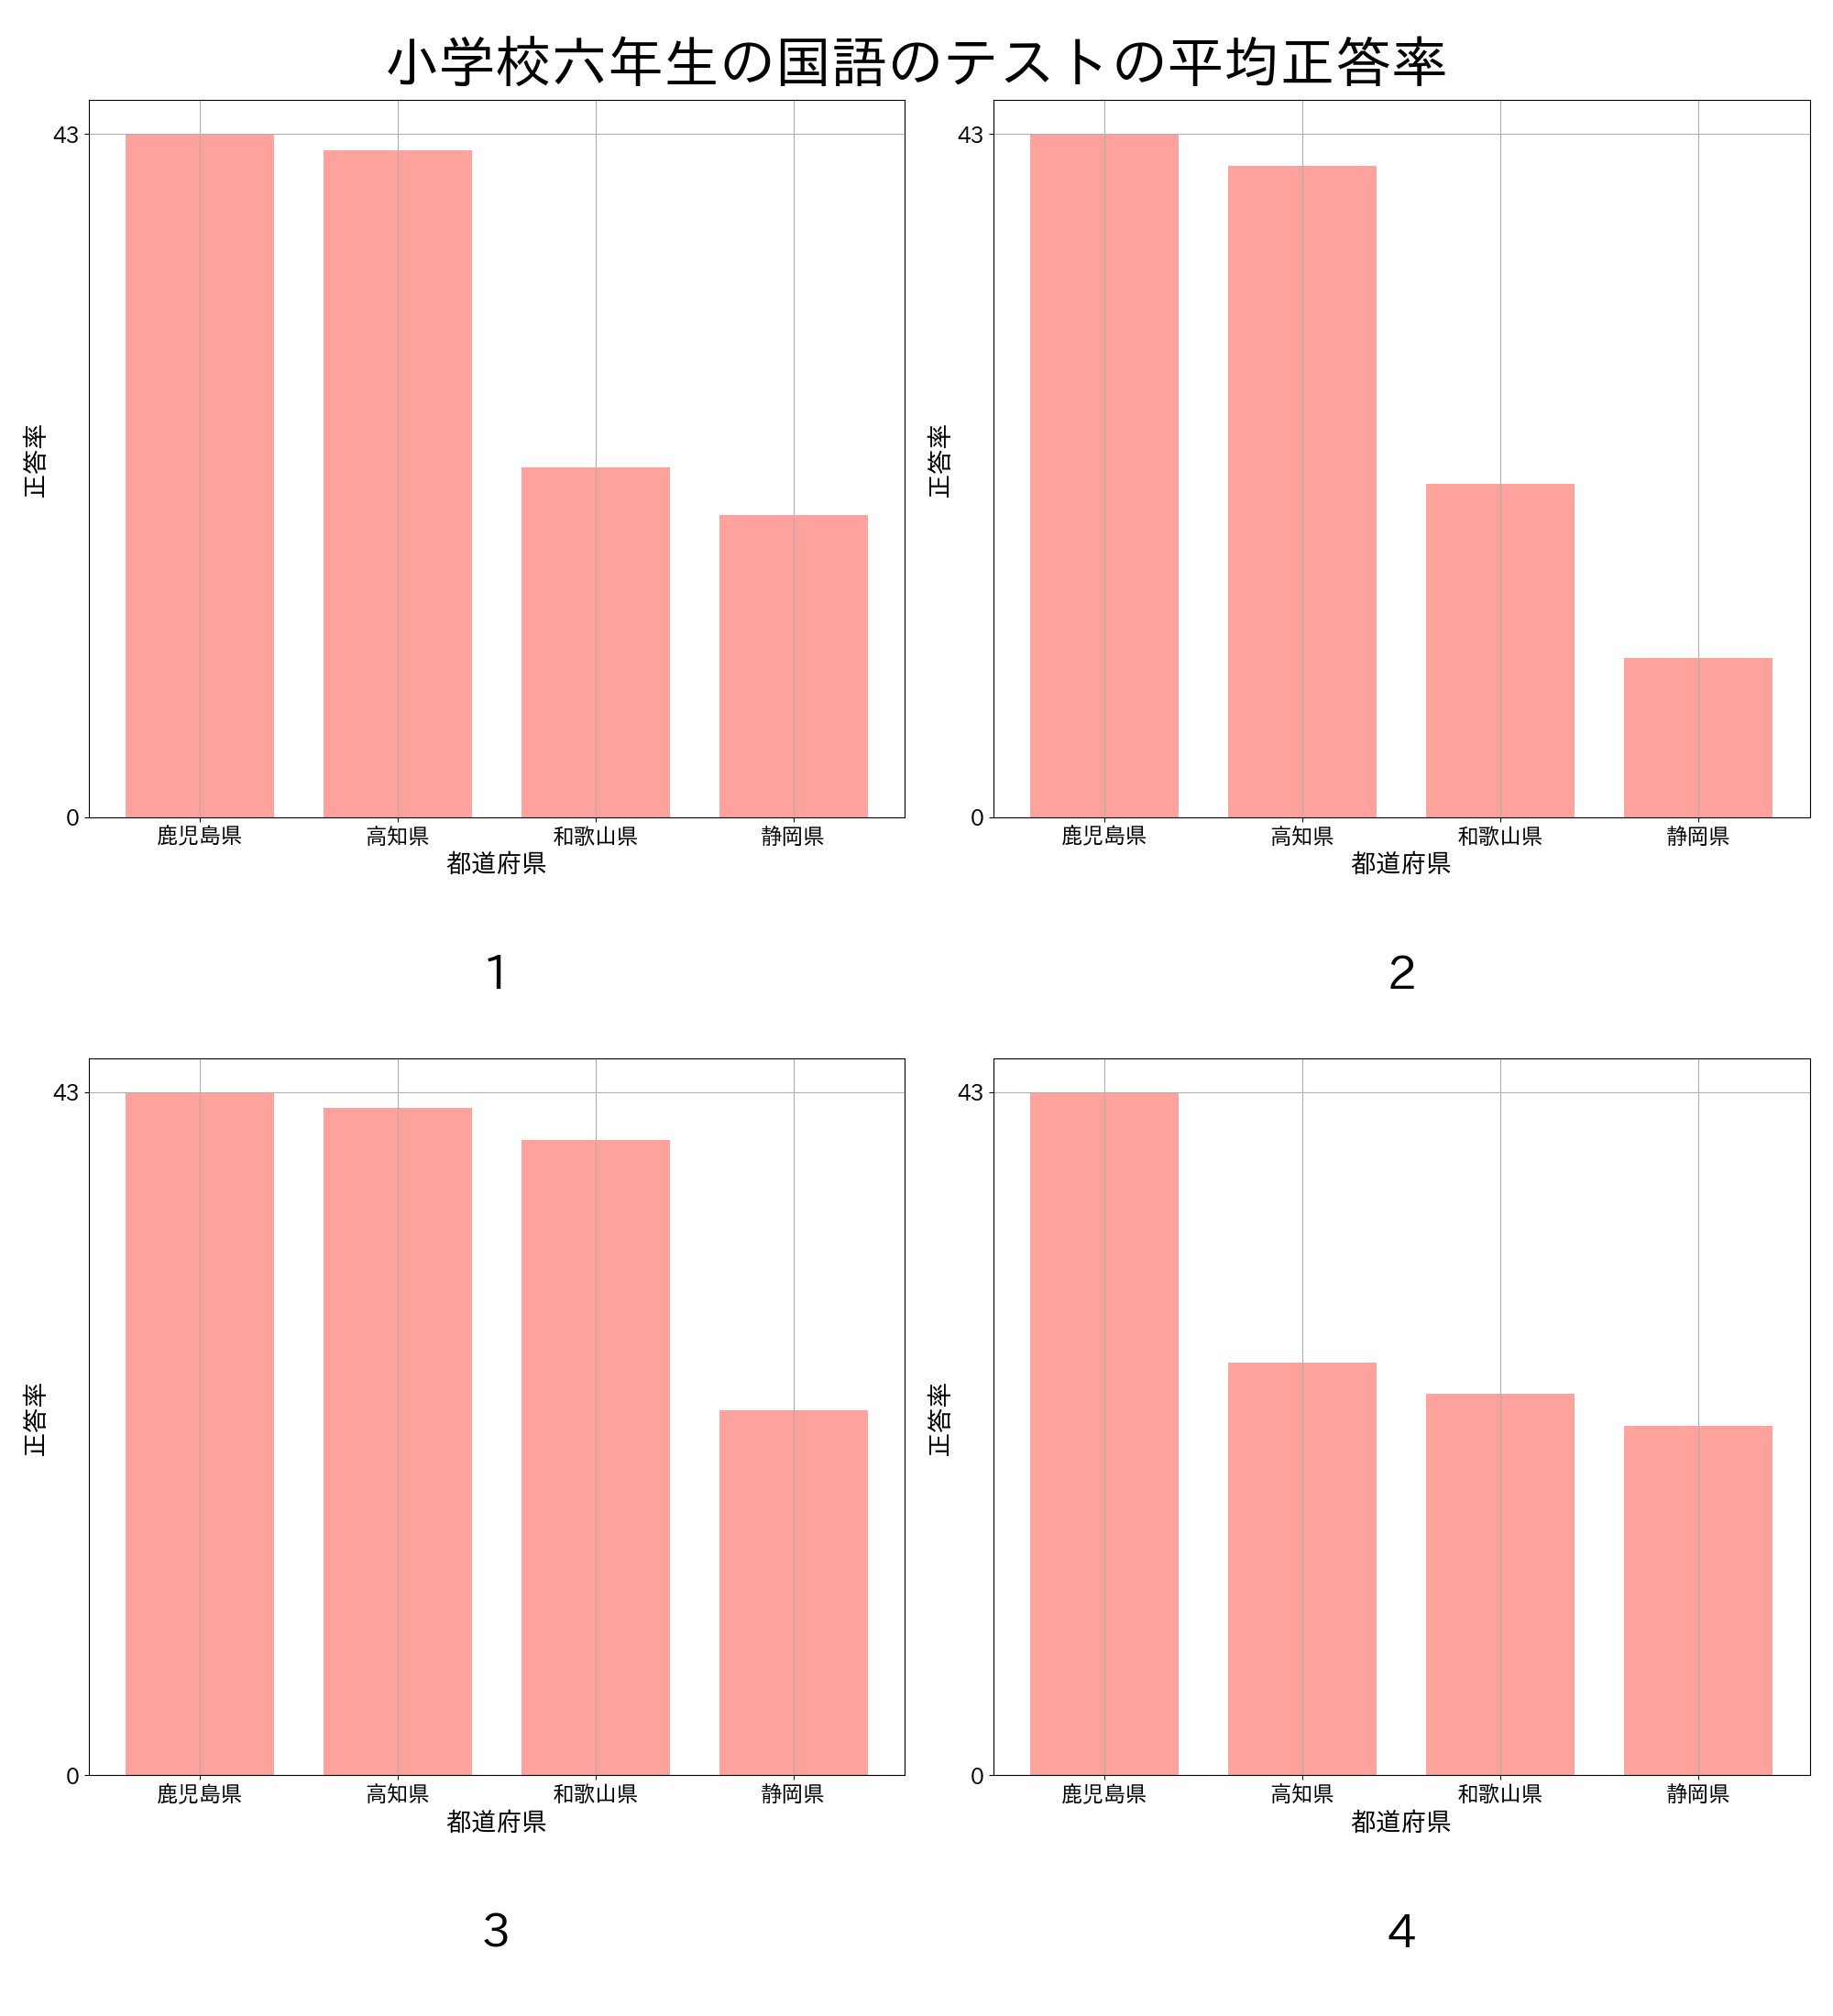 小学校六年生の国語のテストの平均正答率
43
0
正答率
鹿児島県 高知県 和歌山県 静岡県
都道府県
1
43
0
正答率
鹿児島県 高知県 和歌山県 静岡県
都道府県
2
43
0
正答率
鹿児島県 高知県 和歌山県 静岡県
都道府県
3
43
0
正答率
鹿児島県 高知県 和歌山県 静岡県
都道府県
4